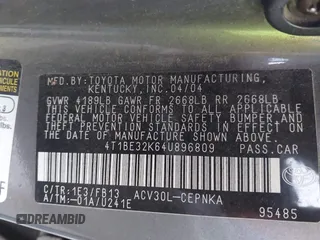 MFD.BY:TOYOTA MOTOR MANUFACTURING,
KENTUCKY,INC.04/04
GVWR 4189LB GAWR FR 2668LB RR 2668LB
THIS VEHICLE CONFORMS TO ALL APPLICABLE
FEDERAL MOTOR VEHICLE SAFETY, BUMPER, AND
THEFT PREVENTION STANDARDS IN EFFECT ON
THE DATE OF MANUFACTURE SHOWN ABOVE.
4T1BE32K64U896809 PASS.CAR
C/TR:1E3/FB13 ACV30L-CEPNKA
A/TM:-01A/U241E
95485
DREAMBID